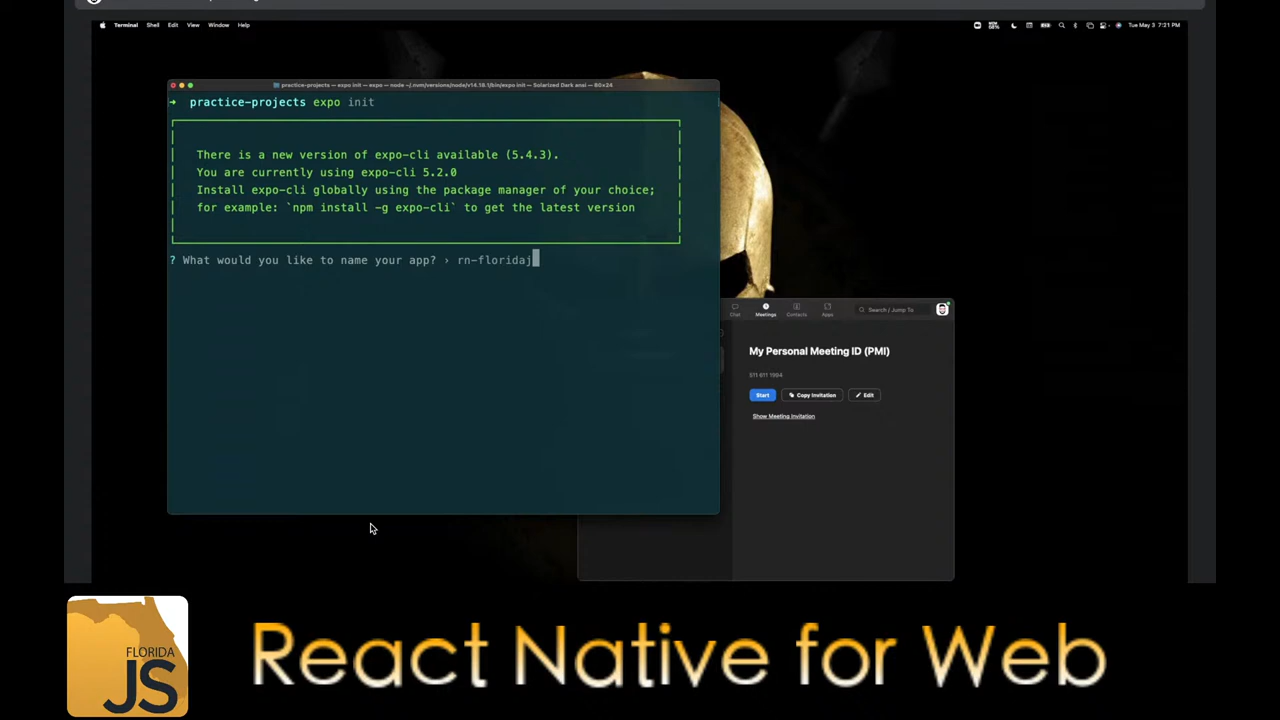 Terminal Shell Edit View Window Help
Tue May 3 7:21 PM
practice-projects — expo init — expo — node ~/.nvm/versions/node/v14.18.1/bin/expo init — Solarized Dark ansi — 80×24
➜ practice-projects expo init
There is a new version of expo-cli available (5.4.3).
You are currently using expo-cli 5.2.0
Install expo-cli globally using the package manager of your choice;
for example: `npm install -g expo-cli` to get the latest version
? What would you like to name your app? › rn-floridaj
Chat Meetings Contacts Apps Search / Jump To
My Personal Meeting ID (PMI)
511 611 1994
Start Copy Invitation Edit
Show Meeting Invitation
FLORIDA
JS
React Native for Web